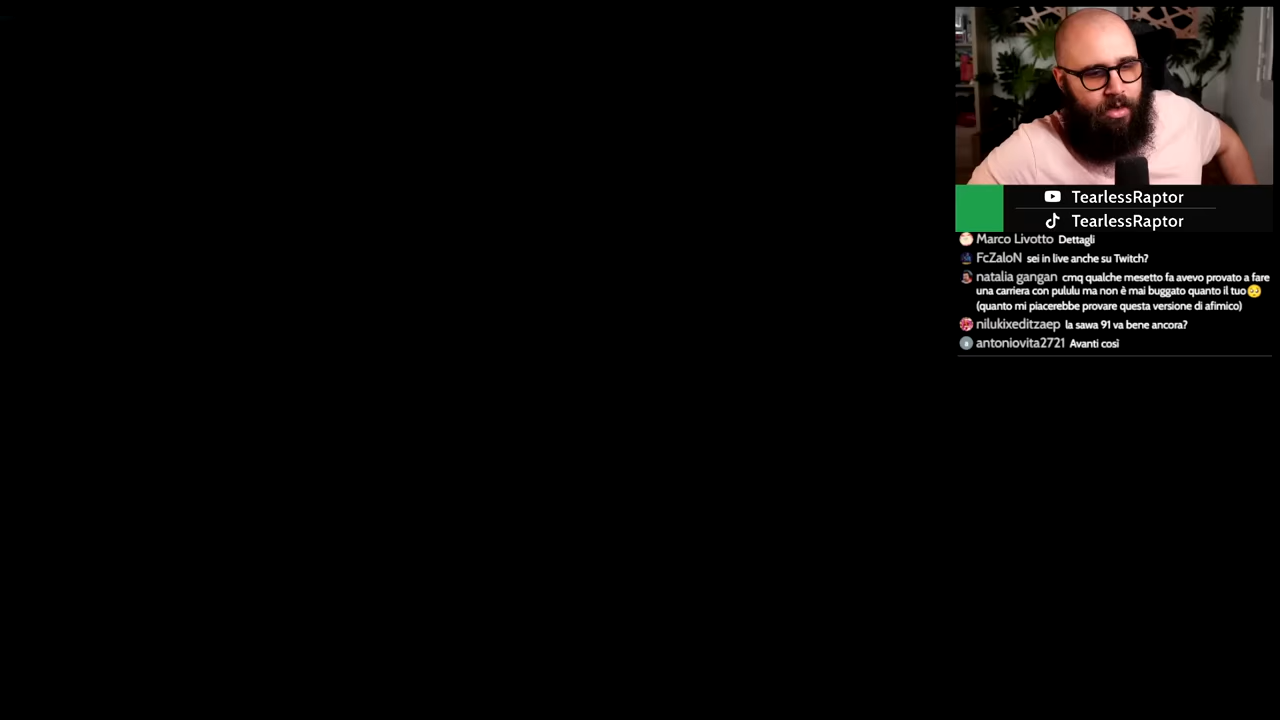 TearlessRaptor
TearlessRaptor
Marco Livotto Dettagli
FcZaloN sei in live anche su Twitch?
natalia gangan cmq qualche mesetto fa avevo provato a fare
una carriera con pululu ma non è mai buggato quanto il tuo🥺
(quanto mi piacerebbe provare questa versione di afimico)
nilukixeditzaep la sawa 91 va bene ancora?
a antoniovita2721 Avanti così